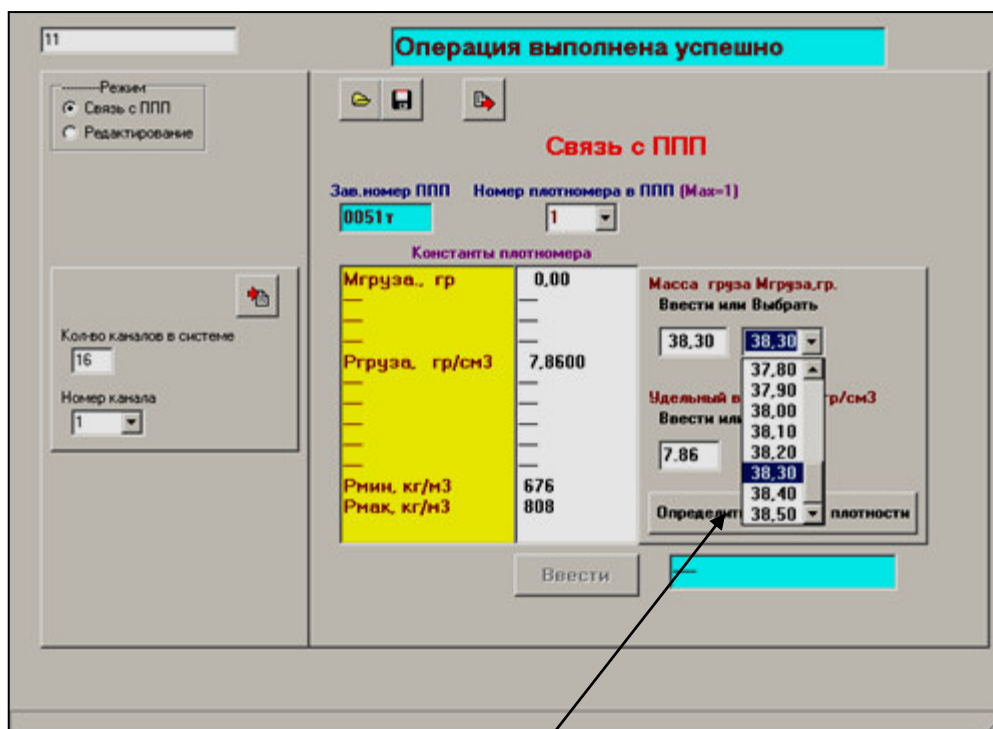 11
Операция выполнена успешно
Режим
Связь с ППП
Редактирование
Связь с ППП
Зав.номер ППП Номер плотномера в ППП (Max=1)
0051т 1
Константы плотномера
Мгруза., гр 0,00
Ргруза, гр/см3 7,8600
Рмин, кг/м3 676
Рмак, кг/м3 808
Масса груза Мгруза,гр.
Ввести или Выбрать
38,30 38,30
37,80
37,90
38,00
38,10
38,20
38,30
38,40
38,50
Удельный в гр/см3
Ввести или
7.86
Определить плотности
Ввести
Кол-во каналов в системе
16
Номер канала
1